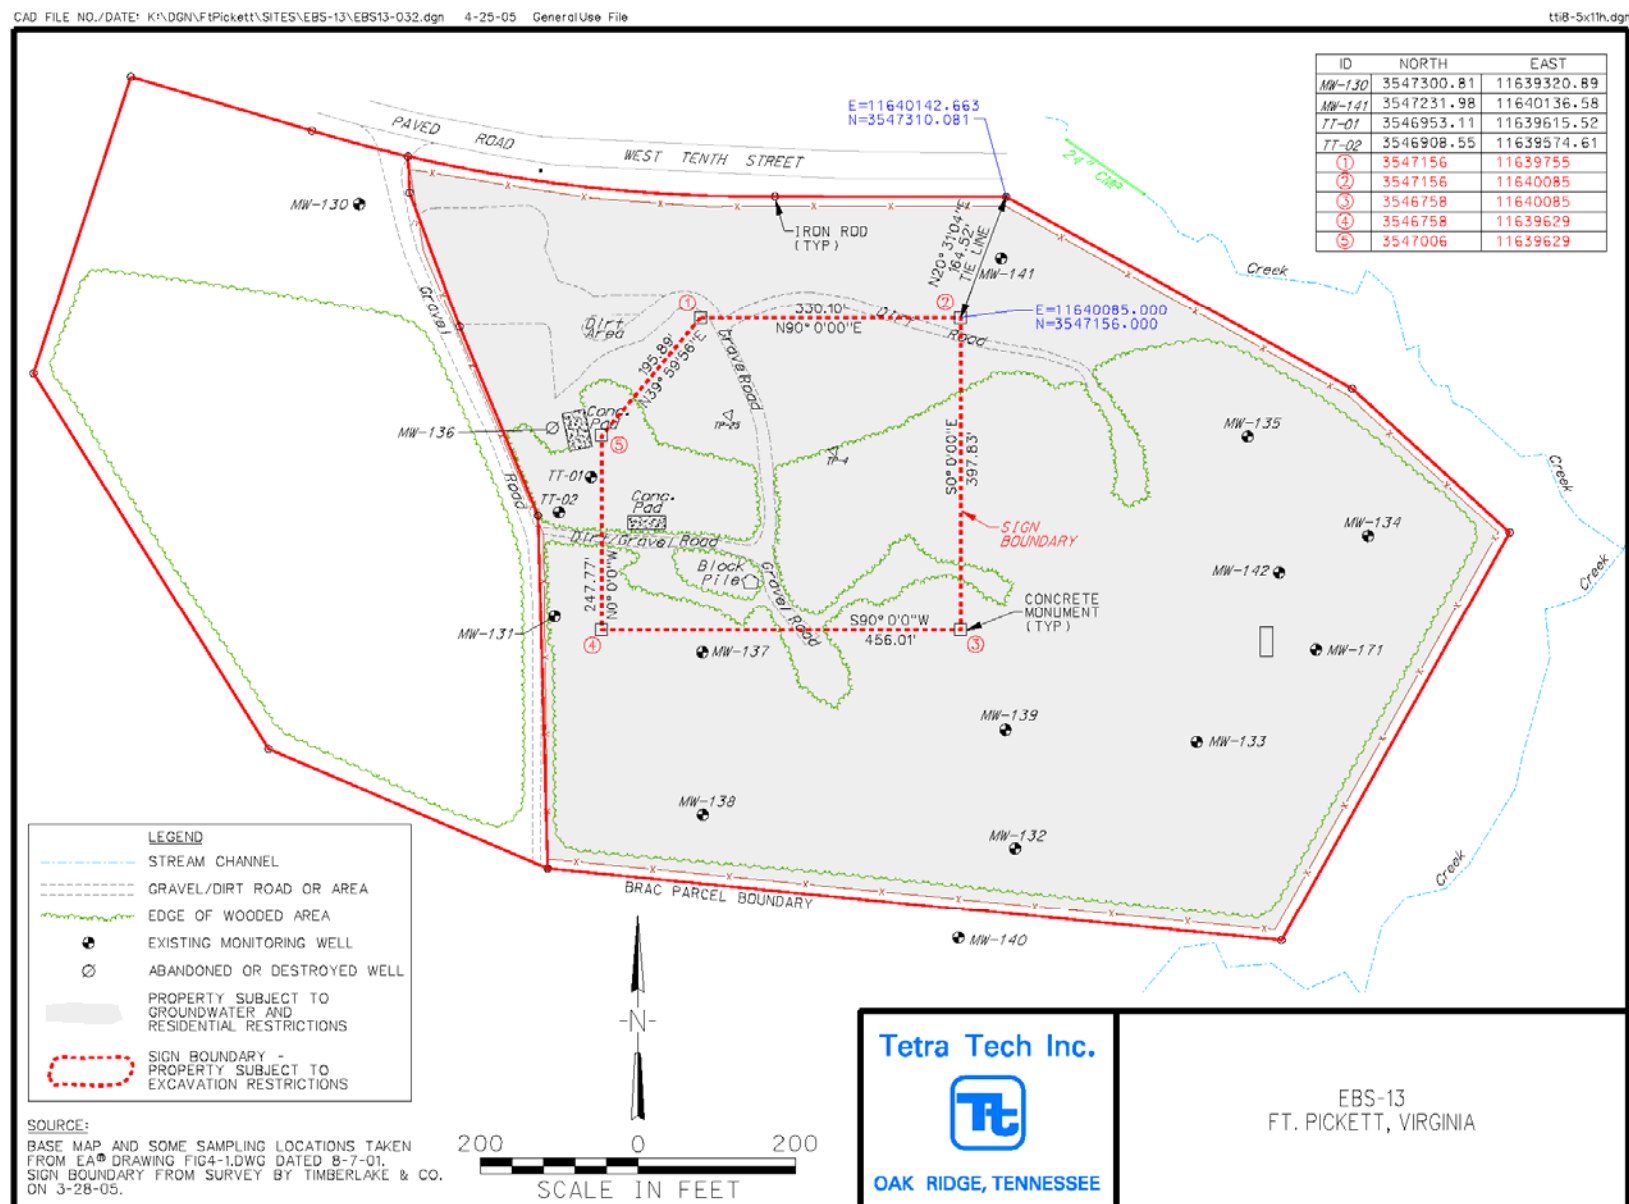 CAD FILE NO./DATE: K:\DGN\FtPickett\SITES\EBS-13\EBS13-032.dgn 4-25-05 GeneralUse File
tti8-5x11h.dgn
ID NORTH EAST
MW-130 3547300.81 11639320.89
MW-141 3547231.98 11640136.58
TT-01 3546953.11 11639615.52
TT-02 3546908.55 11639574.61
1 3547156 11639755
2 3547156 11640085
3 3546758 11640085
4 3546758 11639629
5 3547006 11639629
E=11640142.663
N=3547310.081
PAVED ROAD
WEST TENTH STREET
24" CMP
MW-130
IRON ROD
(TYP)
N20°31'04"E
164.52'
TIE LINE
MW-141
Creek
Gravel
Road
Dirt
Area
1
330.10'
N90°0'00"E
2
Dirt
Road
E=11640085.000
N=3547156.000
195.89'
N39°59'56"E
Gravel
Road
Conc.
Pad
MW-136
5
TP-25
TP-4
MW-135
S0°0'00"E
397.83'
Creek
TT-01
TT-02
Conc.
Pad
SIGN
BOUNDARY
MW-134
Dirt/Gravel Road
Block
Pile
Gravel Road
MW-142
Creek
247.77'
N0°0'0"W
CONCRETE
MONUMENT
(TYP)
S90°0'0"W
456.01'
MW-131
4
3
MW-137
MW-171
MW-139
MW-133
MW-138
MW-132
Creek
BRAC PARCEL BOUNDARY
MW-140
LEGEND
STREAM CHANNEL
GRAVEL/DIRT ROAD OR AREA
EDGE OF WOODED AREA
EXISTING MONITORING WELL
ABANDONED OR DESTROYED WELL
PROPERTY SUBJECT TO
GROUNDWATER AND
RESIDENTIAL RESTRICTIONS
SIGN BOUNDARY -
PROPERTY SUBJECT TO
EXCAVATION RESTRICTIONS
SOURCE:
BASE MAP AND SOME SAMPLING LOCATIONS TAKEN
FROM EA® DRAWING FIG4-1.DWG DATED 8-7-01.
SIGN BOUNDARY FROM SURVEY BY TIMBERLAKE & CO.
ON 3-28-05.
-N-
200 0 200
SCALE IN FEET
Tetra Tech Inc.
Tt
OAK RIDGE, TENNESSEE
EBS-13
FT. PICKETT, VIRGINIA